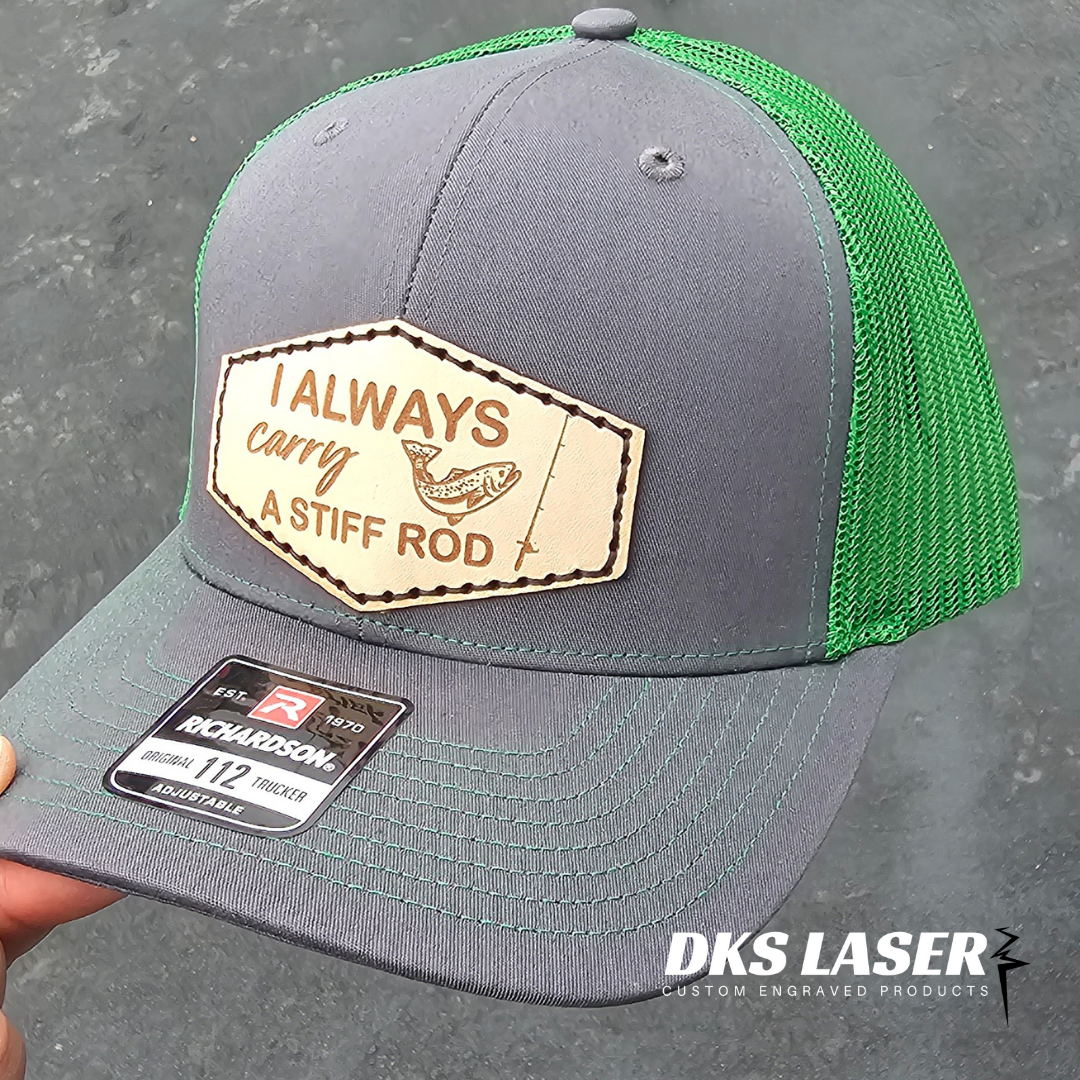 I ALWAYS
carry
A STIFF ROD
EST. R 1970
RICHARDSON®
ORIGINAL 112 TRUCKER
ADJUSTABLE
DKS LASER
CUSTOM ENGRAVED PRODUCTS